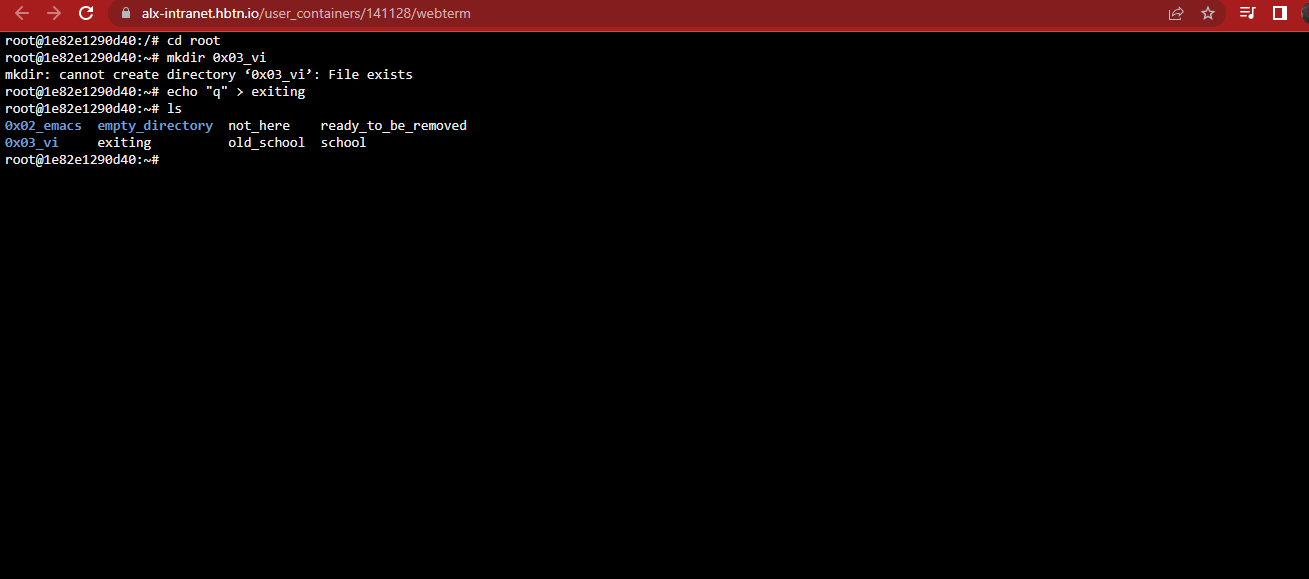 alx-intranet.hbtn.io/user_containers/141128/webterm
root@1e82e1290d40:/# cd root
root@1e82e1290d40:~# mkdir 0x03_vi
mkdir: cannot create directory ‘0x03_vi’: File exists
root@1e82e1290d40:~# echo "q" > exiting
root@1e82e1290d40:~# ls
0x02_emacs  empty_directory  not_here    ready_to_be_removed
0x03_vi     exiting          old_school  school
root@1e82e1290d40:~#